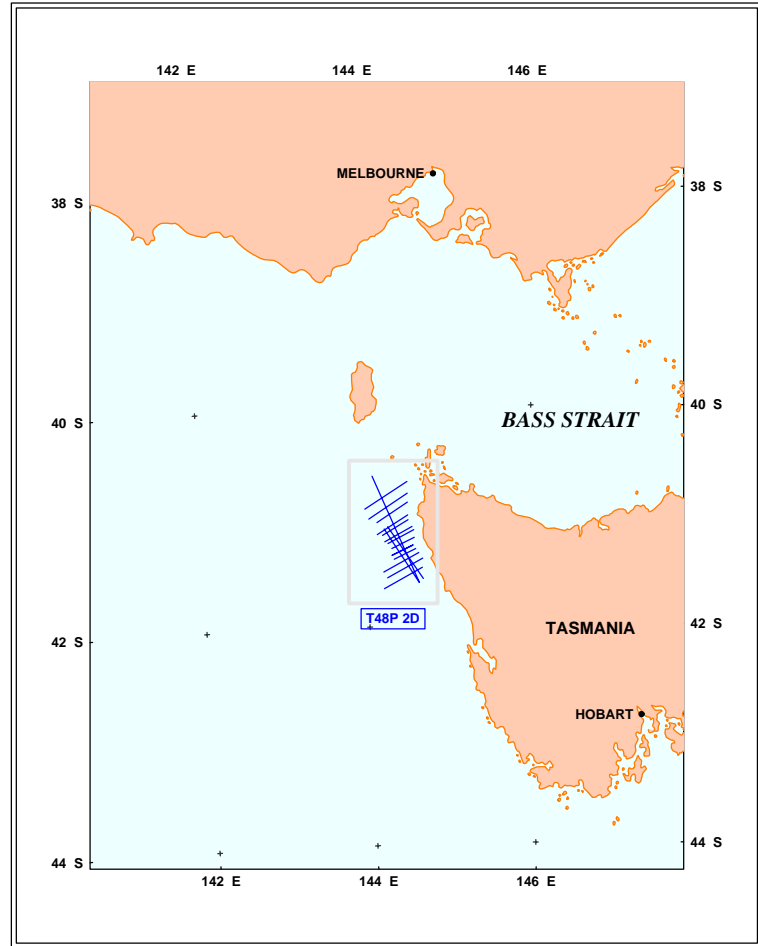 142 E
144 E
146 E
MELBOURNE
38 S
38 S
40 S
BASS STRAIT
40 S
T48P 2D
42 S
TASMANIA
42 S
HOBART
44 S
44 S
142 E
144 E
146 E